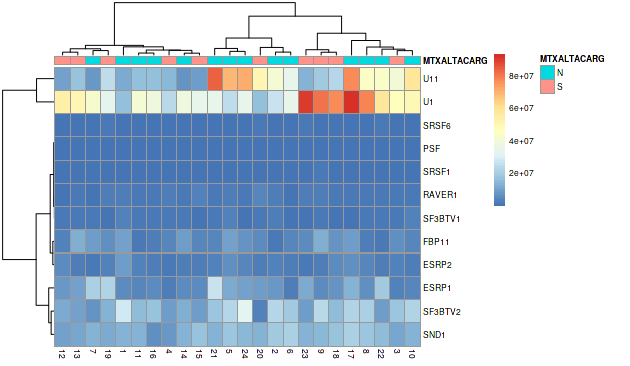 MTXALTACARG
U11
U1
SRSF6
PSF
SRSF1
RAVER1
SF3BTV1
FBP11
ESRP2
ESRP1
SF3BTV2
SND1
12 13 7 19 1 11 16 4 14 15 21 5 24 20 2 6 23 9 18 17 8 22 3 10
8e+07
6e+07
4e+07
2e+07
MTXALTACARG
N
S